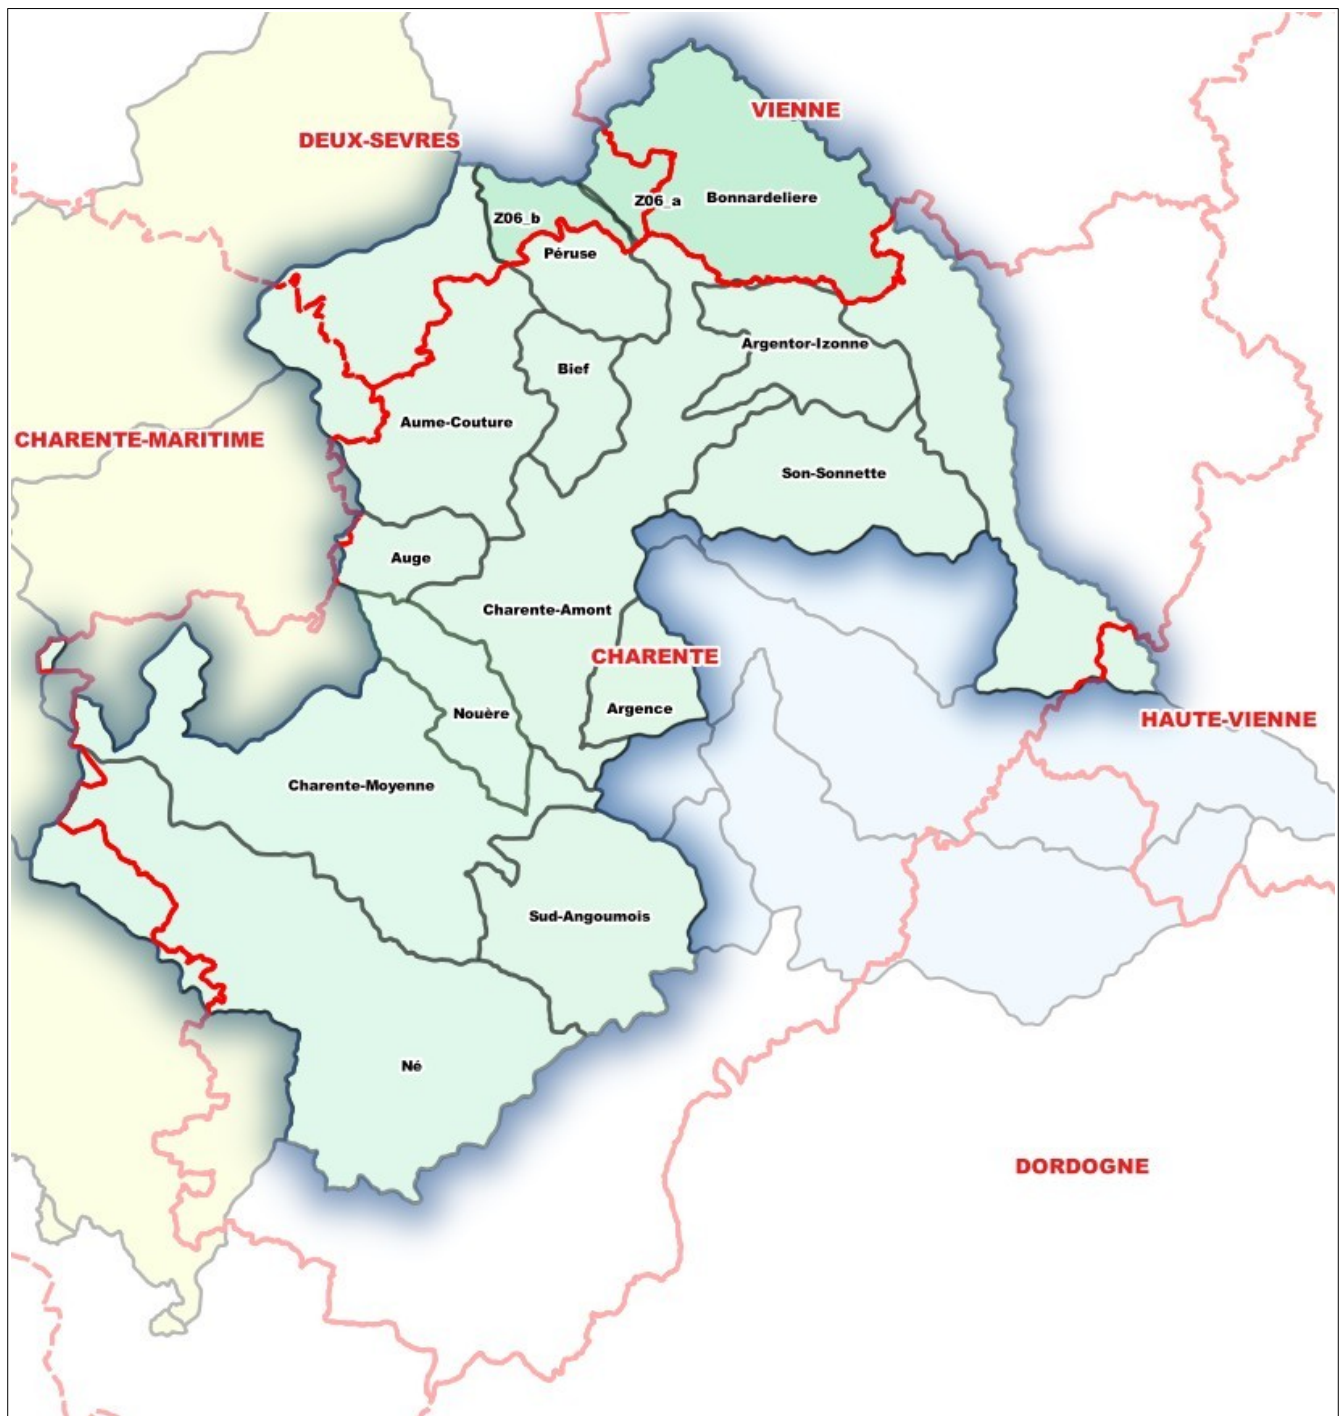 VIENNE
DEUX-SEVRES
Bonnardeliere
Z06_a
Z06_b
Péruse
Argentor-Izonne
Bief
Aume-Couture
CHARENTE-MARITIME
Son-Sonnette
Auge
Charente-Amont
CHARENTE
Argence
Nouère
HAUTE-VIENNE
Charente-Moyenne
Sud-Angoumois
Né
DORDOGNE